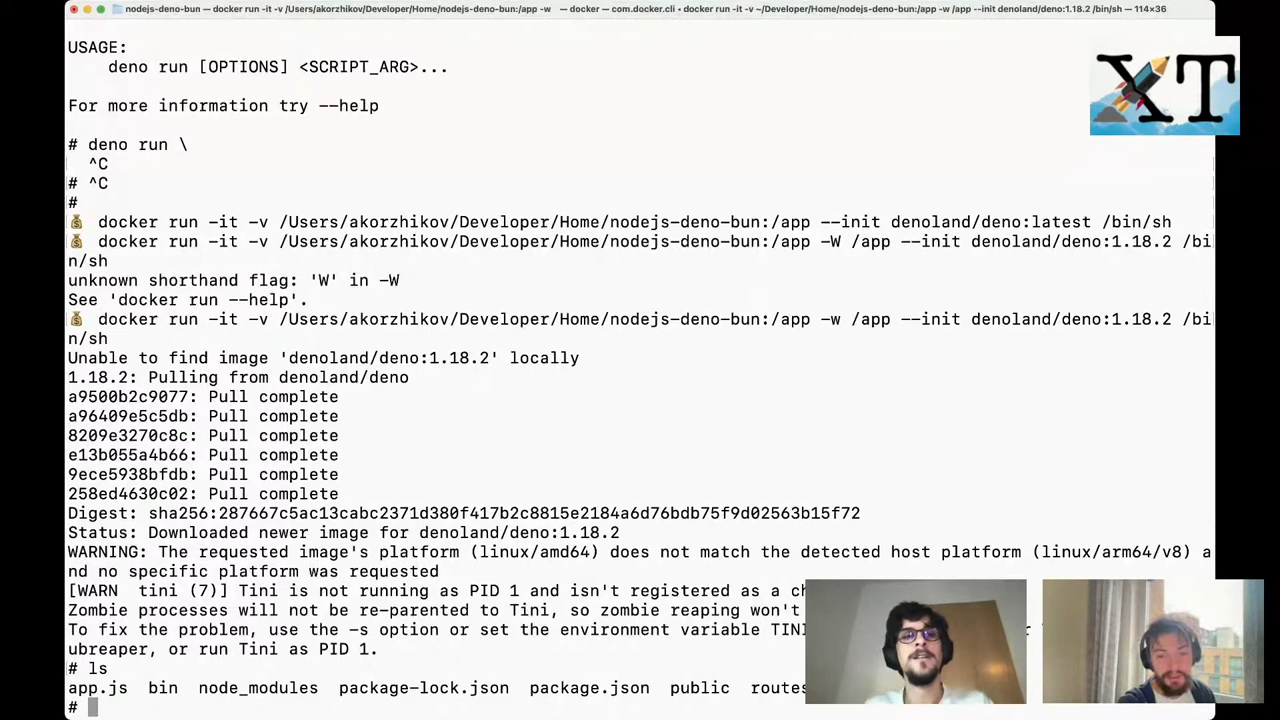 nodejs-deno-bun — docker run -it -v /Users/akorzhikov/Developer/Home/nodejs-deno-bun:/app -w — docker — com.docker.cli • docker run -it -v ~/Developer/Home/nodejs-deno-bun:/app -w /app --init denoland/deno:1.18.2 /bin/sh — 114×36
USAGE:
deno run [OPTIONS] <SCRIPT_ARG>...
For more information try --help
# deno run \
^C
# ^C
#
docker run -it -v /Users/akorzhikov/Developer/Home/nodejs-deno-bun:/app --init denoland/deno:latest /bin/sh
docker run -it -v /Users/akorzhikov/Developer/Home/nodejs-deno-bun:/app -W /app --init denoland/deno:1.18.2 /bi
n/sh
unknown shorthand flag: 'W' in -W
See 'docker run --help'.
docker run -it -v /Users/akorzhikov/Developer/Home/nodejs-deno-bun:/app -w /app --init denoland/deno:1.18.2 /bi
n/sh
Unable to find image 'denoland/deno:1.18.2' locally
1.18.2: Pulling from denoland/deno
a9500b2c9077: Pull complete
a96409e5c5db: Pull complete
8209e3270c8c: Pull complete
e13b055a4b66: Pull complete
9ece5938bfdb: Pull complete
258ed4630c02: Pull complete
Digest: sha256:287667c5ac13cabc2371d380f417b2c8815e2184a6d76bdb75f9d02563b15f72
Status: Downloaded newer image for denoland/deno:1.18.2
WARNING: The requested image's platform (linux/amd64) does not match the detected host platform (linux/arm64/v8) a
nd no specific platform was requested
[WARN tini (7)] Tini is not running as PID 1 and isn't registered as a ch
Zombie processes will not be re-parented to Tini, so zombie reaping won't
To fix the problem, use the -s option or set the environment variable TINI
ubreaper, or run Tini as PID 1.
# ls
app.js bin node_modules package-lock.json package.json public routes
#
XT